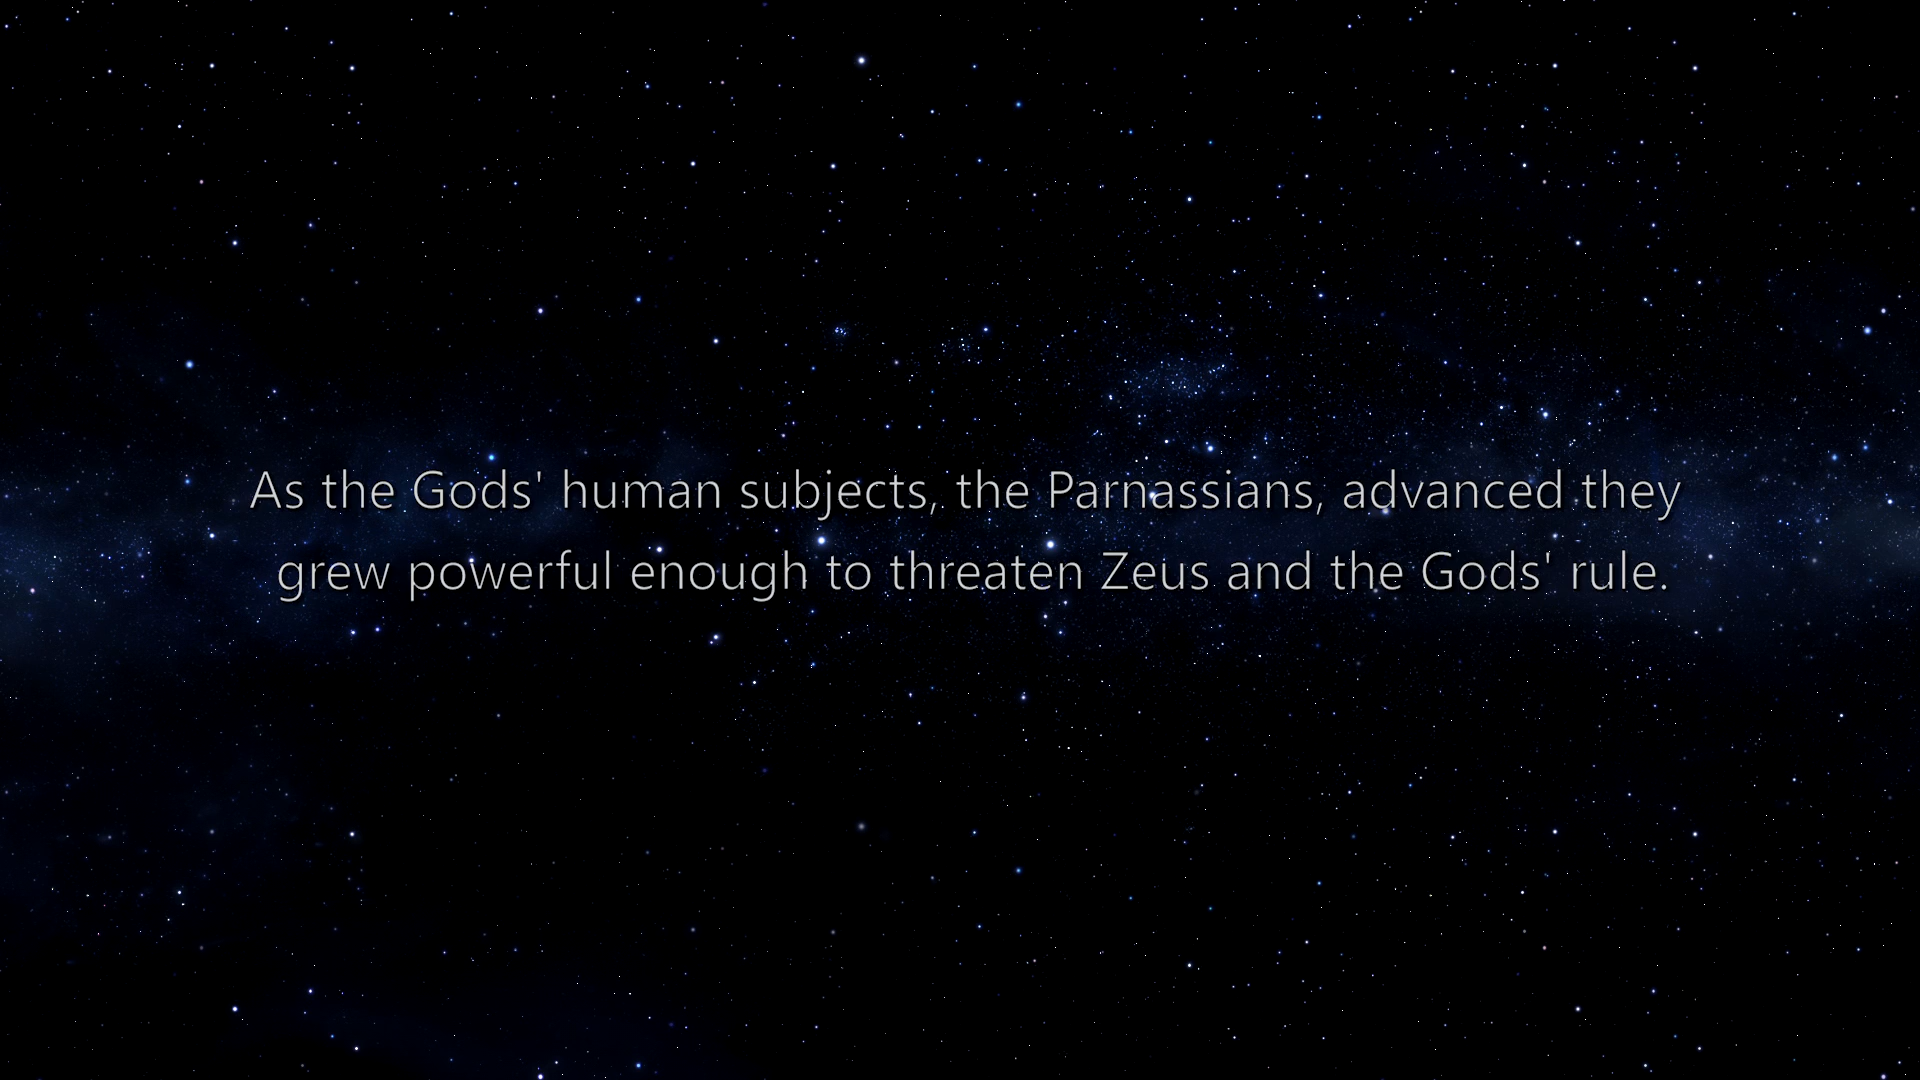 As the Gods' human subjects, the Parnassians, advanced they
grew powerful enough to threaten Zeus and the Gods' rule.